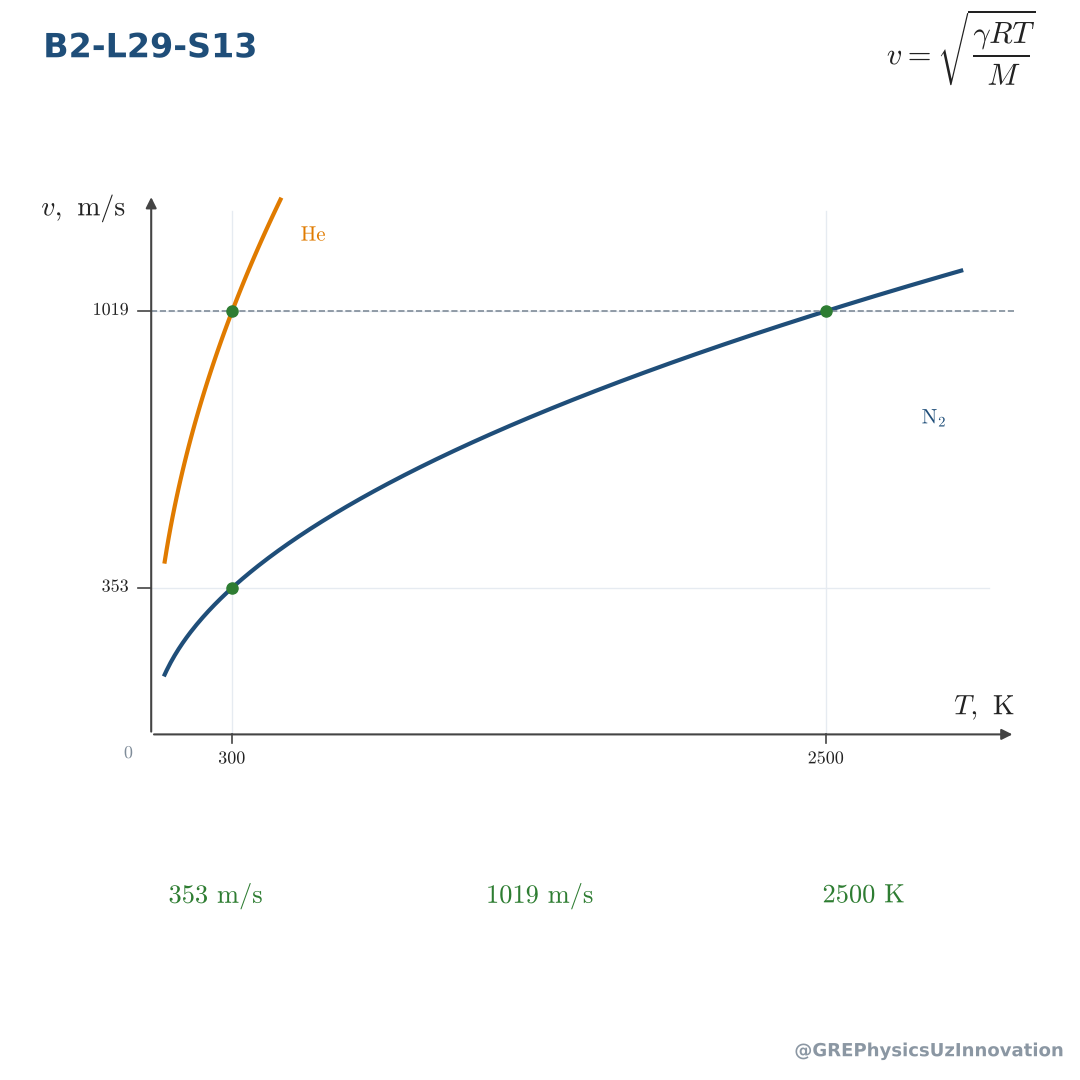 B2-L29-S13
v = √(γRT/M)
v, m/s
He
1019
N₂
353
T, K
0
300
2500
353 m/s
1019 m/s
2500 K
@GREPhysicsUzInnovation